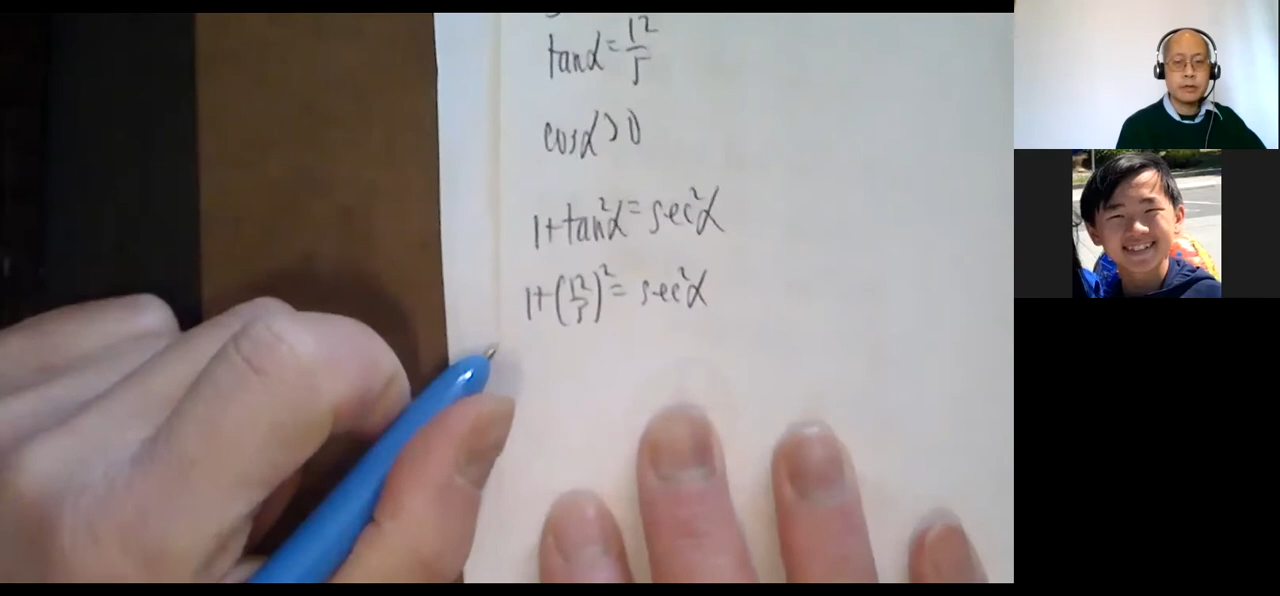 tanα = 12/5
cosα > 0
1 + tan²α = sec²α
1 + (12/5)² = sec²α